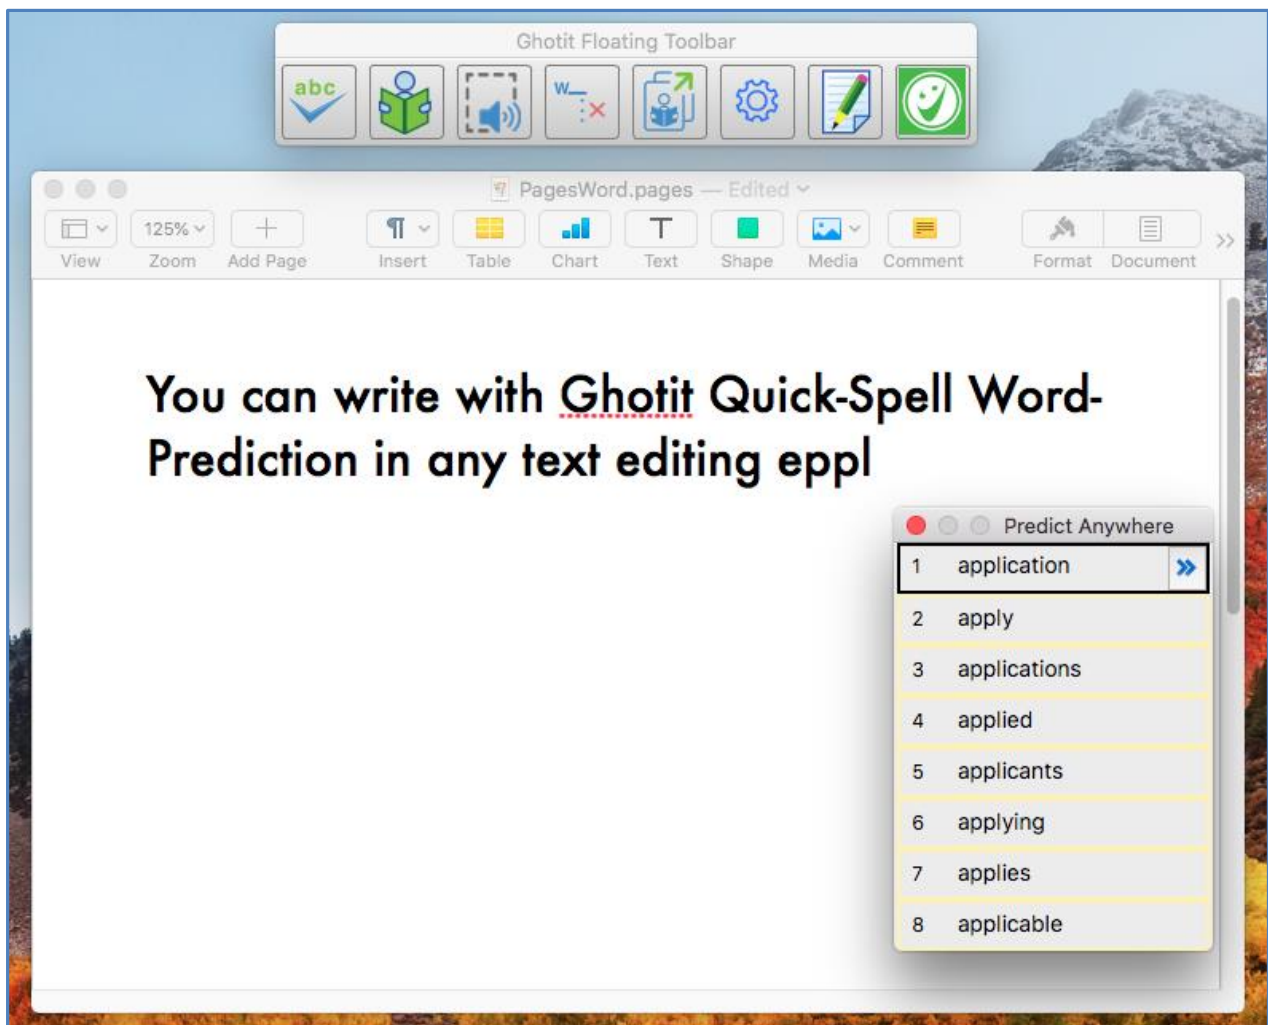 Ghotit Floating Toolbar
abc
W
PagesWord.pages — Edited
125%
View Zoom Add Page Insert Table Chart Text Shape Media Comment Format Document
You can write with Ghotit Quick-Spell Word-
Prediction in any text editing eppl
Predict Anywhere
1 application
2 apply
3 applications
4 applied
5 applicants
6 applying
7 applies
8 applicable